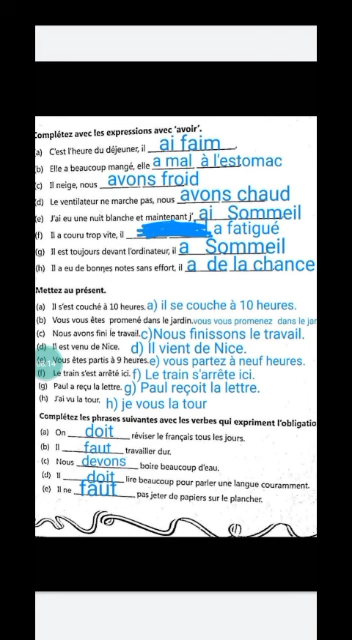 Complétez avec les expressions avec 'avoir'.
(a) C'est l'heure du déjeuner, il ai faim.
(b) Elle a beaucoup mangé, elle a mal à l'estomac
(c) Il neige, nous avons froid
(d) Le ventilateur ne marche pas, nous avons chaud
(e) J'ai eu une nuit blanche et maintenant j' ai Sommeil
(f) Il a couru trop vite, il a fatigué
(g) Il est toujours devant l'ordinateur, il a Sommeil
(h) Il a eu de bonnes notes sans effort, il a de la chance
Mettez au présent.
(a) Il s'est couché à 10 heures. a) il se couche à 10 heures.
(b) Vous vous êtes promené dans le jardin. vous vous promenez dans le jar
(c) Nous avons fini le travail. c) Nous finissons le travail.
(d) Il est venu de Nice. d) Il vient de Nice.
(e) Vous êtes partis à 9 heures. e) vous partez à neuf heures.
(f) Le train s'est arrêté ici. f) Le train s'arrête ici.
(g) Paul a reçu la lettre. g) Paul reçoit la lettre.
(h) J'ai vu la tour. h) je vous la tour
Complétez les phrases suivantes avec les verbes qui expriment l'obligatio
(a) On doit réviser le français tous les jours.
(b) Il faut travailler dur.
(c) Nous devons boire beaucoup d'eau.
(d) Il doit lire beaucoup pour parler une langue couramment.
(e) Il ne faut pas jeter de papiers sur le plancher.